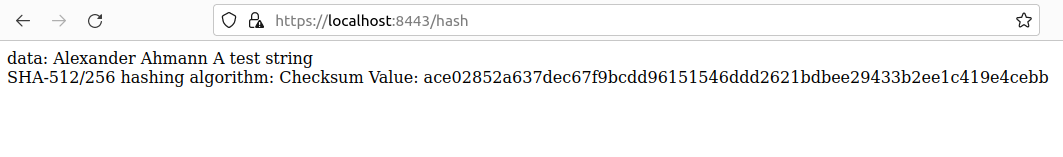 https://localhost:8443/hash
data: Alexander Ahmann A test string
SHA-512/256 hashing algorithm: Checksum Value: ace02852a637dec67f9bcdd96151546ddd2621bdbee29433b2ee1c419e4cebb